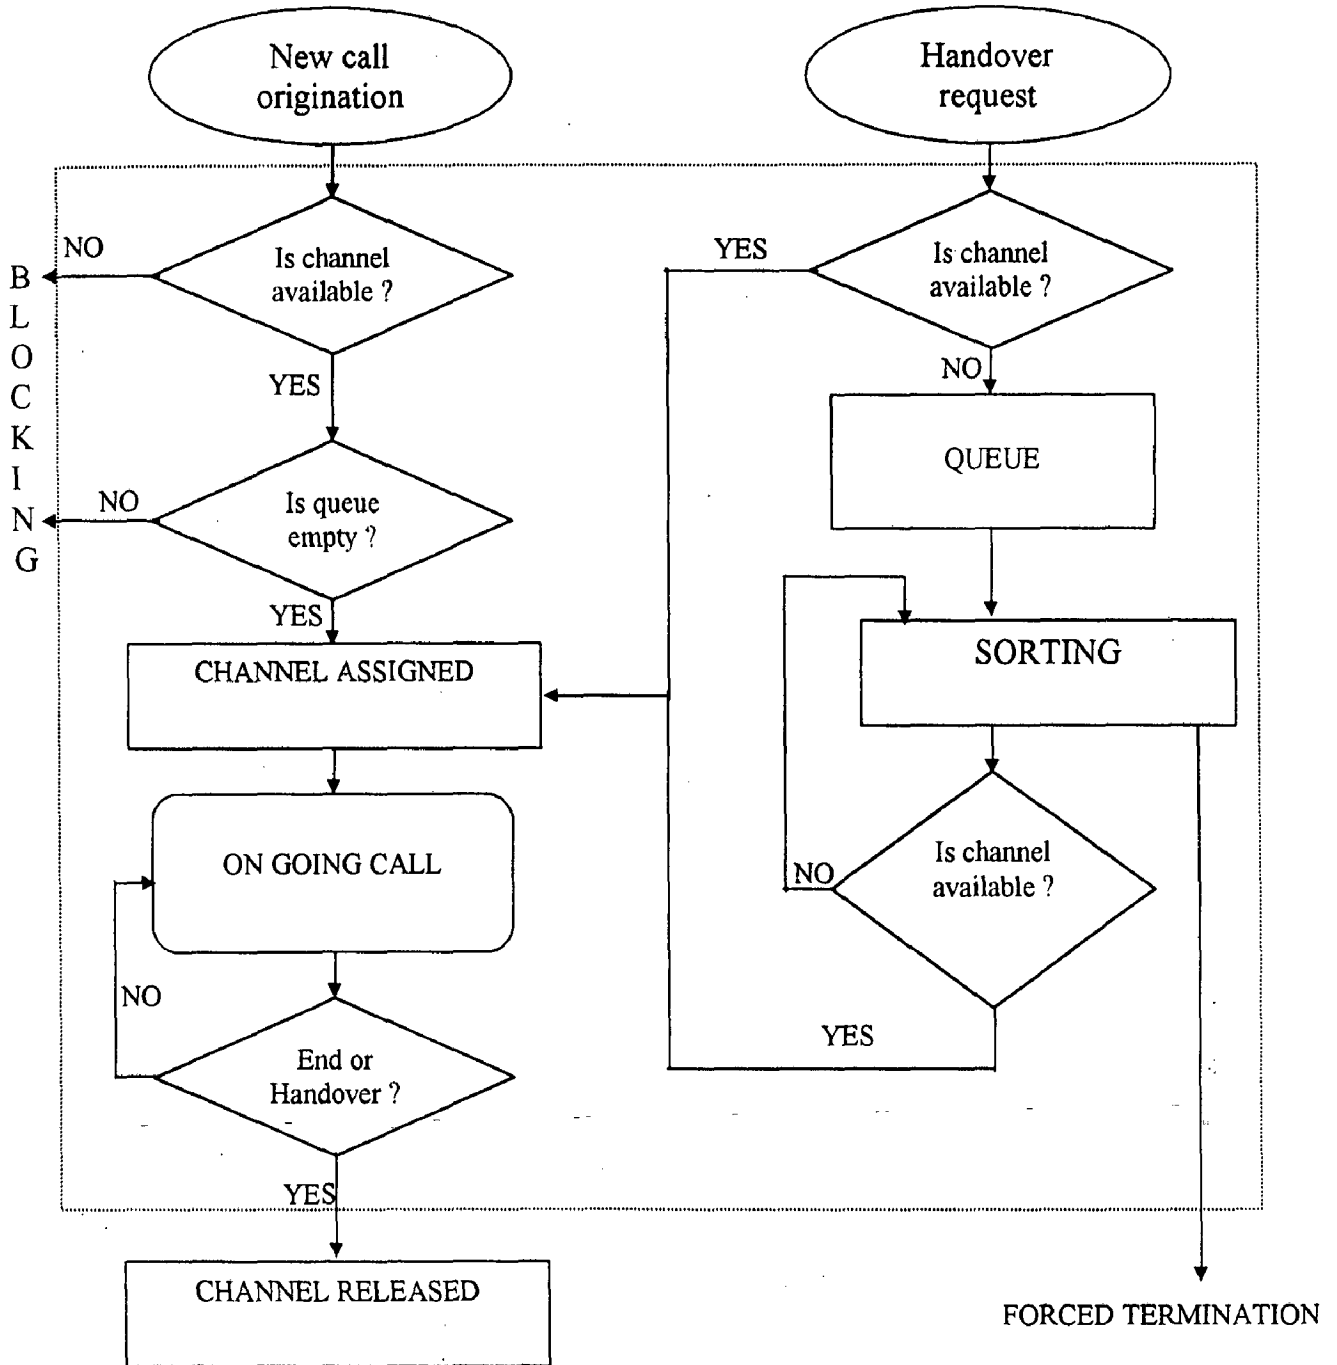 New call
origination
Handover
request
NO
Is channel
available ?
YES
Is channel
available ?
BLOCKING
YES
NO
QUEUE
NO
Is queue
empty ?
YES
CHANNEL ASSIGNED
SORTING
ON GOING CALL
NO
Is channel
available ?
NO
YES
End or
Handover ?
YES
CHANNEL RELEASED
FORCED TERMINATION